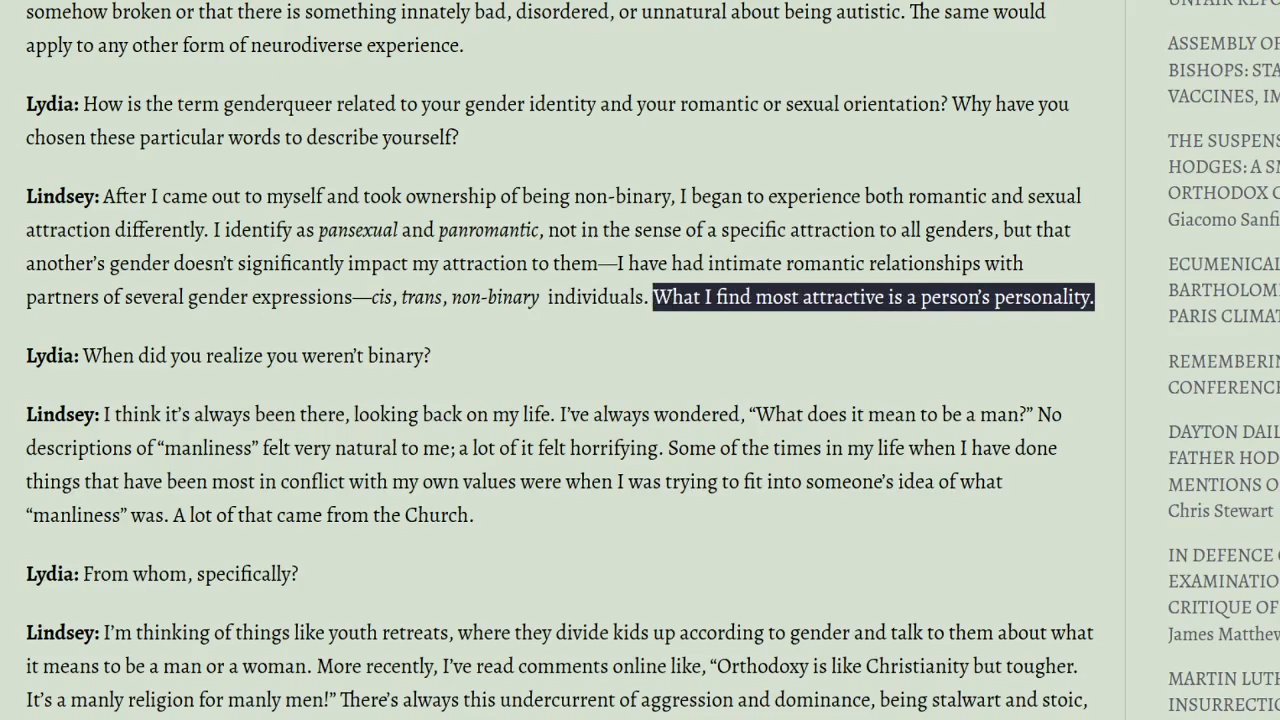 somehow broken or that there is something innately bad, disordered, or unnatural about being autistic. The same would
apply to any other form of neurodiverse experience.
Lydia: How is the term genderqueer related to your gender identity and your romantic or sexual orientation? Why have you
chosen these particular words to describe yourself?
Lindsey: After I came out to myself and took ownership of being non-binary, I began to experience both romantic and sexual
attraction differently. I identify as pansexual and panromantic, not in the sense of a specific attraction to all genders, but that
another’s gender doesn’t significantly impact my attraction to them—I have had intimate romantic relationships with
partners of several gender expressions—cis, trans, non-binary individuals. What I find most attractive is a person’s personality.
Lydia: When did you realize you weren’t binary?
Lindsey: I think it’s always been there, looking back on my life. I’ve always wondered, “What does it mean to be a man?” No
descriptions of “manliness” felt very natural to me; a lot of it felt horrifying. Some of the times in my life when I have done
things that have been most in conflict with my own values were when I was trying to fit into someone’s idea of what
“manliness” was. A lot of that came from the Church.
Lydia: From whom, specifically?
Lindsey: I’m thinking of things like youth retreats, where they divide kids up according to gender and talk to them about what
it means to be a man or a woman. More recently, I’ve read comments online like, “Orthodoxy is like Christianity but tougher.
It’s a manly religion for manly men!” There’s always this undercurrent of aggression and dominance, being stalwart and stoic,
UNFAIR REPO
ASSEMBLY OF
BISHOPS: STA
VACCINES, IM
THE SUSPENS
HODGES: A SM
ORTHODOX C
Giacomo Sanfi
ECUMENICAL
BARTHOLOM
PARIS CLIMAT
REMEMBERIN
CONFERENCE
DAYTON DAIL
FATHER HOD
MENTIONS O
Chris Stewart
IN DEFENCE O
EXAMINATIO
CRITIQUE OF
James Matthew
MARTIN LUTH
INSURRECTIO